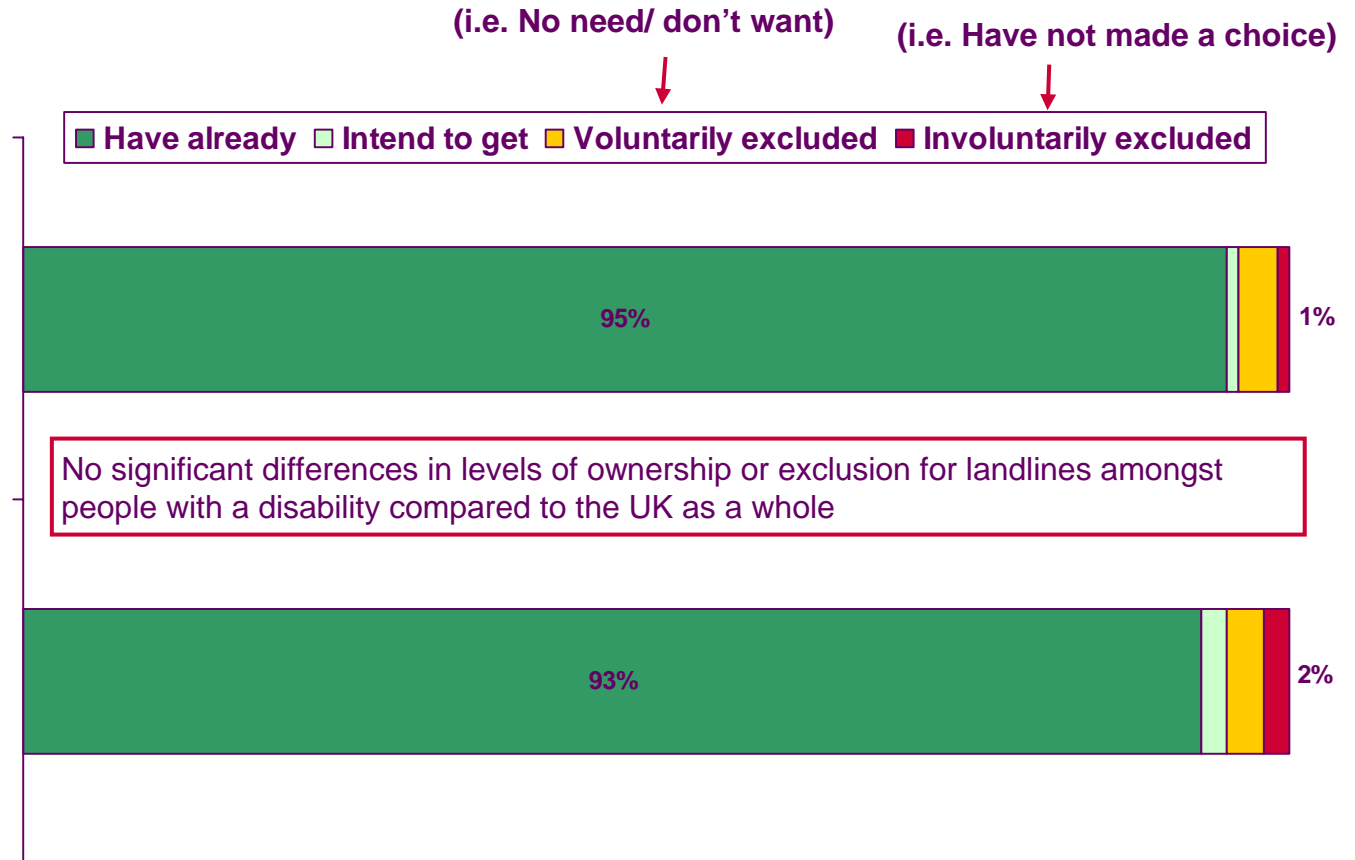 (i.e. No need/ don’t want)
(i.e. Have not made a choice)
Have already Intend to get Voluntarily excluded Involuntarily excluded
95%
1%
No significant differences in levels of ownership or exclusion for landlines amongst
people with a disability compared to the UK as a whole
93%
2%